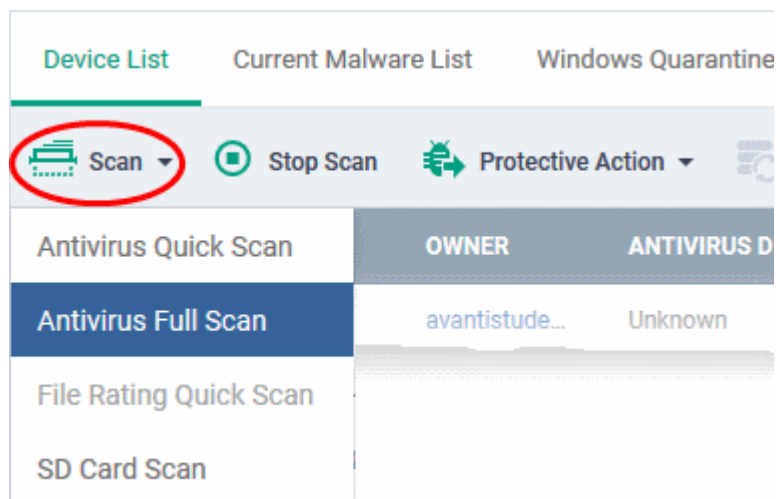 Device List Current Malware List Windows Quarantine
Scan Stop Scan Protective Action
OWNER ANTIVIRUS D
Antivirus Quick Scan
Antivirus Full Scan avantistude... Unknown
File Rating Quick Scan
SD Card Scan